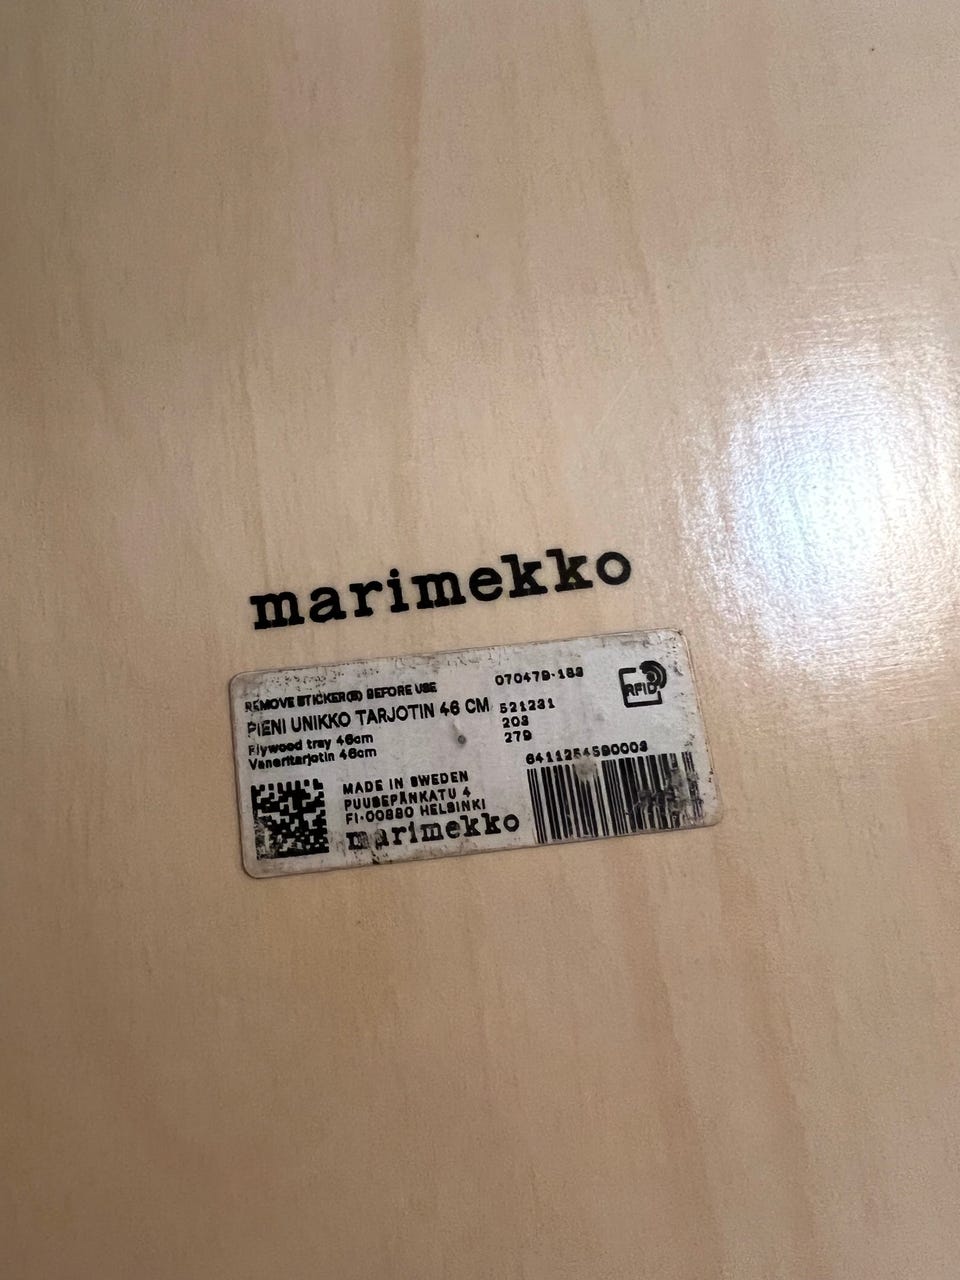 marimekko
REMOVE STICKER(S) BEFORE USE
070479-188
RFID
PIENI UNIKKO TARJOTIN 46 CM
521231
Plywood tray 46cm
203
Vaneritarjotin 46cm
279
6411254590003
MADE IN SWEDEN
PUUSEPÄNKATU 4
FI-00880 HELSINKI
marimekko